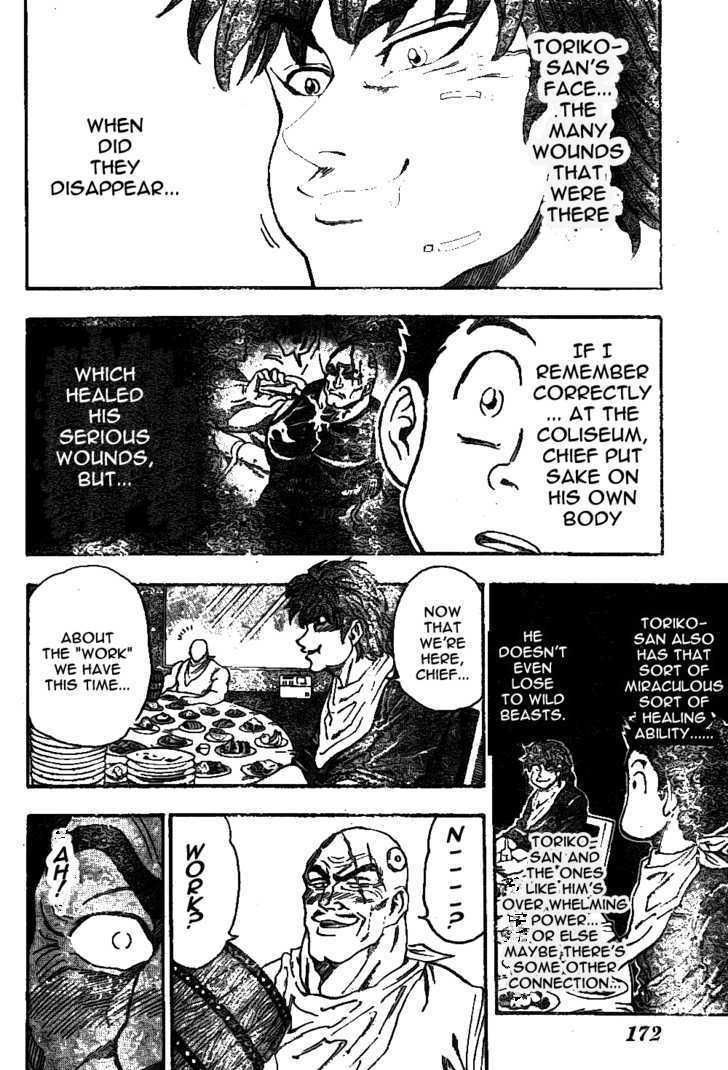 TORIKO-
SAN'S
FACE...
THE
MANY
WOUNDS
THAT
WERE
THERE
WHEN
DID
THEY
DISAPPEAR...
IF I
REMEMBER
CORRECTLY
... AT THE
COLISEUM,
CHIEF PUT
SAKE ON
HIS OWN
BODY
WHICH
HEALED
HIS
SERIOUS
WOUNDS,
BUT...
NOW
THAT
WE'RE
HERE,
CHIEF...
ABOUT
THE "WORK"
WE HAVE
THIS TIME...
TORIKO-
SAN ALSO
HAS THAT
SORT OF
MIRACULOUS
SORT OF
HEALING
ABILITY......
HE
DOESN'T
EVEN
LOSE
TO WILD
BEASTS.
TORIKO-
SAN AND
THE "ONES
LIKE HIM'S
OVERWHELMING
POWER...
OR ELSE
MAYBE THERE'S
SOME OTHER
CONNECTION...
N----?
WORK?
AH!
172